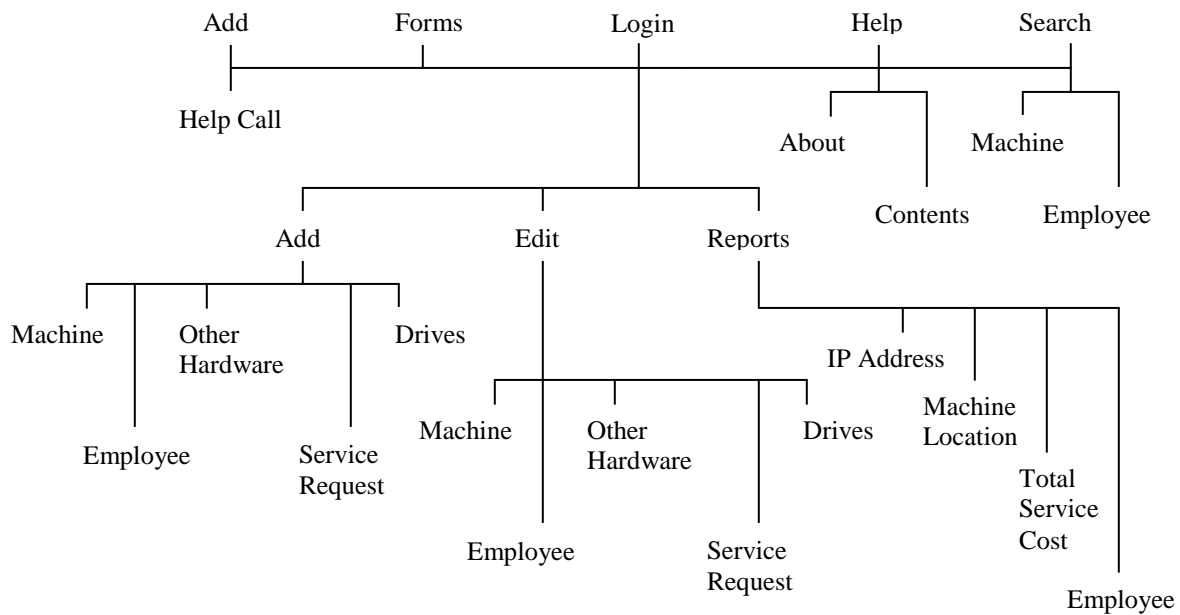 Add
Forms
Login
Help
Search
Help Call
About
Machine
Contents
Employee
Add
Edit
Reports
Machine
Other
Hardware
Drives
Employee
Service
Request
Machine
Other
Hardware
Drives
Employee
Service
Request
IP Address
Machine
Location
Total
Service
Cost
Employee